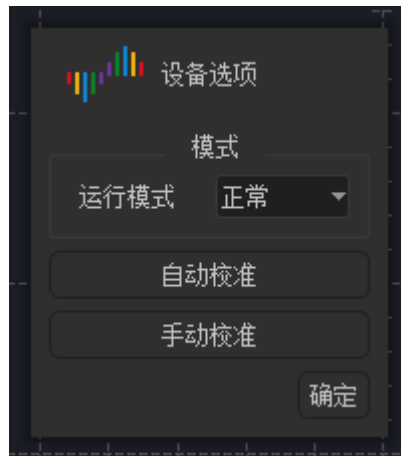 设备选项
模式
运行模式 正常
自动校准
手动校准
确定